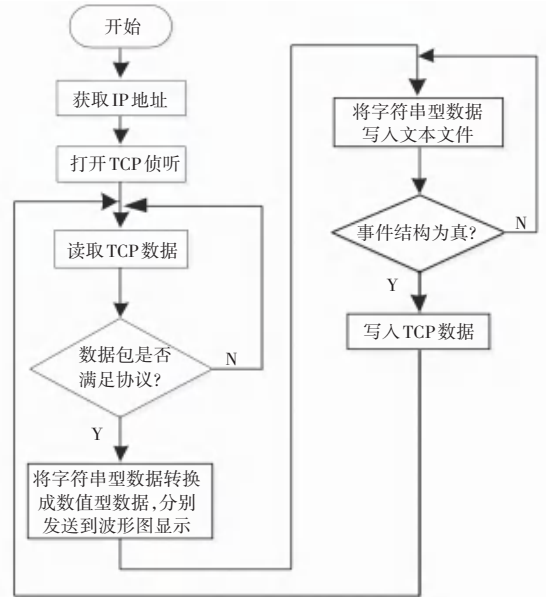 开始
获取IP地址
打开TCP侦听
读取TCP数据
数据包是否
满足协议?
N
Y
将字符串型数据转换
成数值型数据,分别
发送到波形图显示
将字符串型数据
写入文本文件
事件结构为真?
N
Y
写入TCP数据